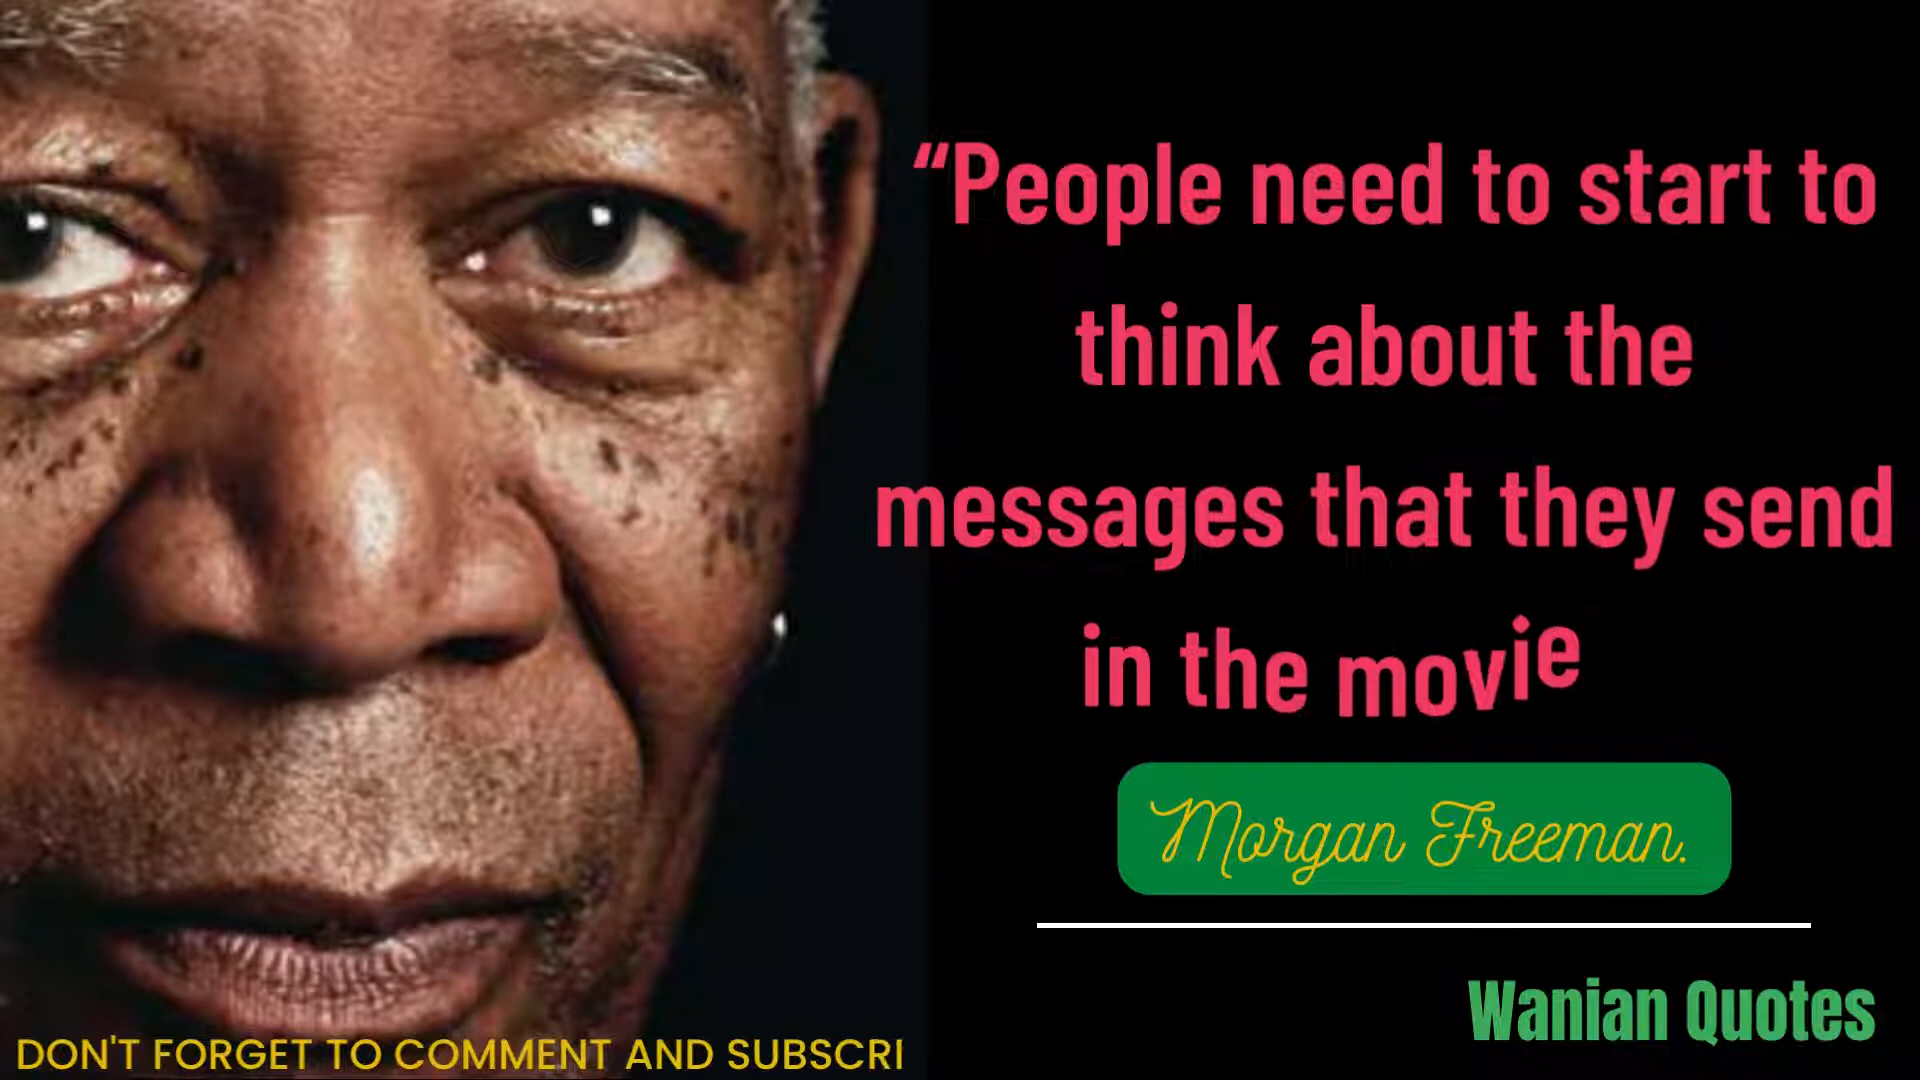 “People need to start to
think about the
messages that they send
in the movie
Morgan Freeman.
Wanian Quotes
DON'T FORGET TO COMMENT AND SUBSCRI